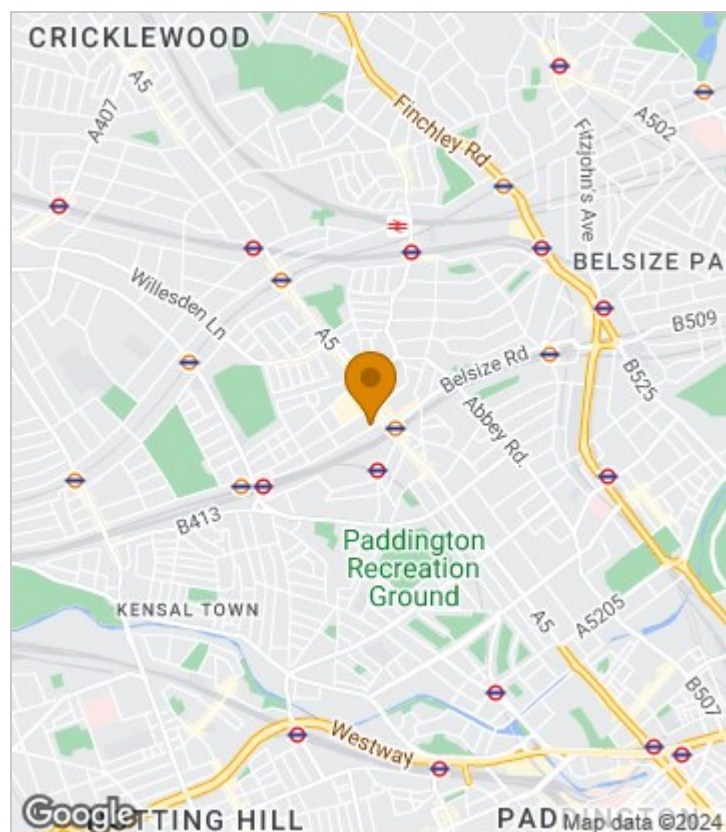 CRICKLEWOOD
A5
A407
Finchley Rd
A502
Fitzjohn's Ave
BELSIZE PA
Willesden Ln
A5
B509
Belsize Rd
B525
Abbey Rd.
B413
Paddington
Recreation
Ground
KENSAL TOWN
A5
A5205
B507
Westway
Google
OTTING HILL
PAD
Map data ©2024